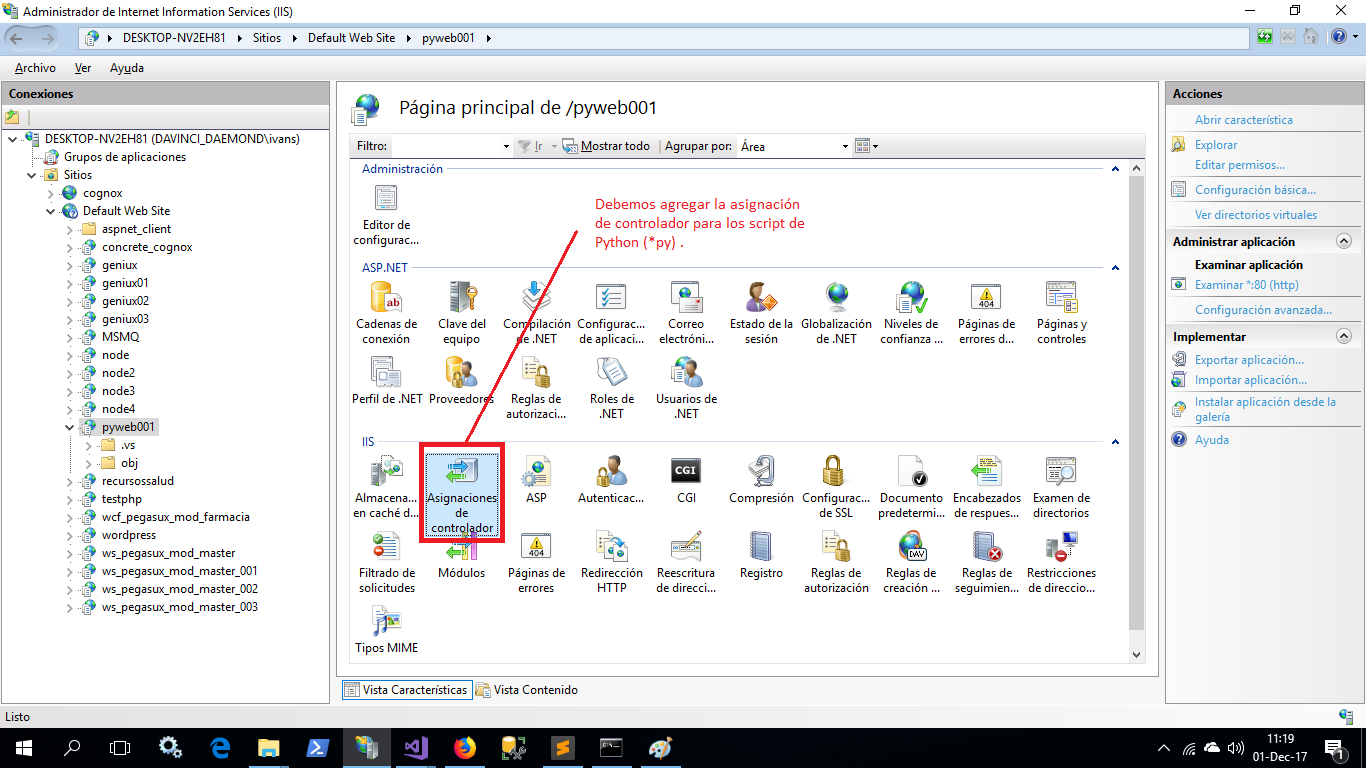 Administrador de Internet Information Services (IIS)
DESKTOP-NV2EH81 Sitios Default Web Site pyweb001
Archivo Ver Ayuda
Conexiones
DESKTOP-NV2EH81 (DAVINCI_DAEMOND\ivans)
Grupos de aplicaciones
Sitios
cognox
Default Web Site
aspnet_client
concrete_cognox
geniux
geniux01
geniux02
geniux03
MSMQ
node
node2
node3
node4
pyweb001
.vs
obj
recursossalud
testphp
wcf_pegasux_mod_farmacia
wordpress
ws_pegasux_mod_master
ws_pegasux_mod_master_001
ws_pegasux_mod_master_002
ws_pegasux_mod_master_003
Página principal de /pyweb001
Filtro: Ir Mostrar todo Agrupar por: Área
Administración
Editor de
configurac...
Debemos agregar la asignación
de controlador para los script de
Python (*py) .
ASP.NET
Cadenas de
conexión
Clave del
equipo
Compilación
de .NET
Configurac...
de aplicaci...
Correo
electróni...
Estado de la
sesión
Globalización
de .NET
Niveles de
confianza ...
Páginas de
errores d...
Páginas y
controles
Perfil de .NET
Proveedores
Reglas de
autorizaci...
Roles de
.NET
Usuarios de
.NET
IIS
Almacena...
en caché d...
Asignaciones
de
controlador
ASP
Autenticac...
CGI
CGI
Compresión
Configurac...
de SSL
Documento
predetermi...
Encabezados
de respues...
Examen de
directorios
Filtrado de
solicitudes
Módulos
404
Páginas de
errores
Redirección
HTTP
Reescritura
de direcci...
Registro
Reglas de
autorización
DAV
Reglas de
creación ...
Reglas de
seguimien...
Restricciones
de direccio...
Tipos MIME
Vista Características Vista Contenido
Acciones
Abrir característica
Explorar
Editar permisos...
Configuración básica...
Ver directorios virtuales
Administrar aplicación
Examinar aplicación
Examinar *:80 (http)
Configuración avanzada...
Implementar
Exportar aplicación...
Importar aplicación...
Instalar aplicación desde la
galería
Ayuda
Listo
11:19
01-Dec-17
1